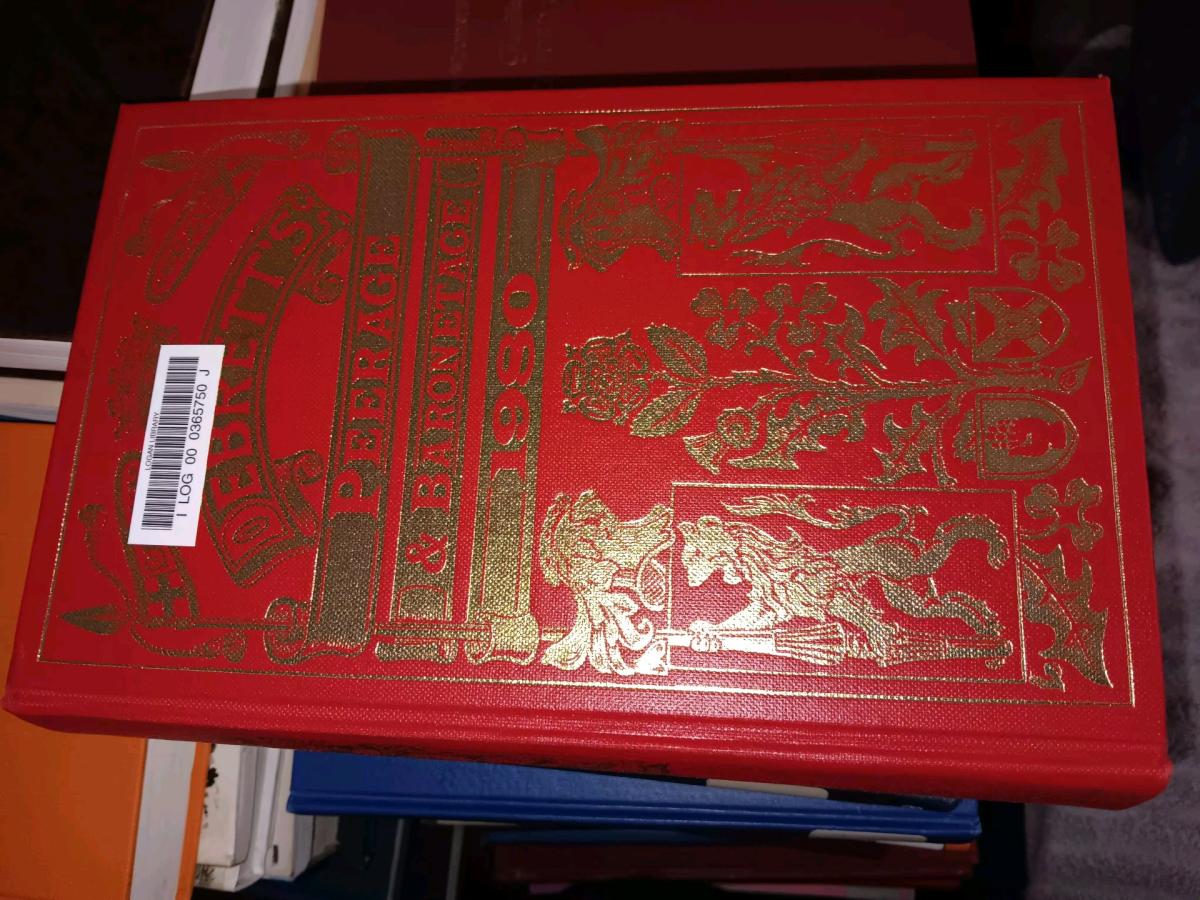 LOGAN LIBRARY
I LOG 00 0365750 J
DEBRETT'S
PEERAGE
& BARONETAGE
1980